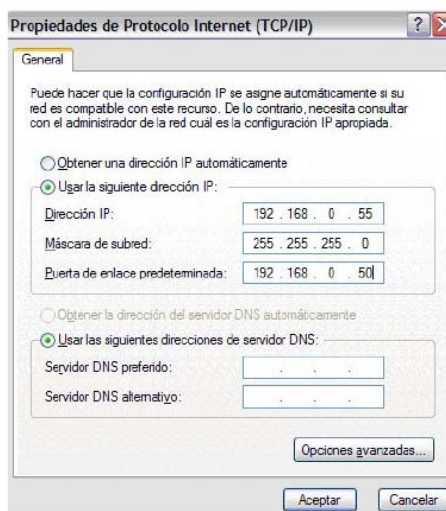 Propiedades de Protocolo Internet (TCP/IP)
General
Puede hacer que la configuración IP se asigne automáticamente si su
red es compatible con este recurso. De lo contrario, necesita consultar
con el administrador de la red cuál es la configuración IP apropiada.
Obtener una dirección IP automáticamente
Usar la siguiente dirección IP:
Dirección IP: 192 . 168 . 0 . 55
Máscara de subred: 255 . 255 . 255 . 0
Puerta de enlace predeterminada: 192 . 168 . 0 . 50
Obtener la dirección del servidor DNS automáticamente
Usar las siguientes direcciones de servidor DNS:
Servidor DNS preferido: . . .
Servidor DNS alternativo: . . .
Opciones avanzadas...
Aceptar Cancelar